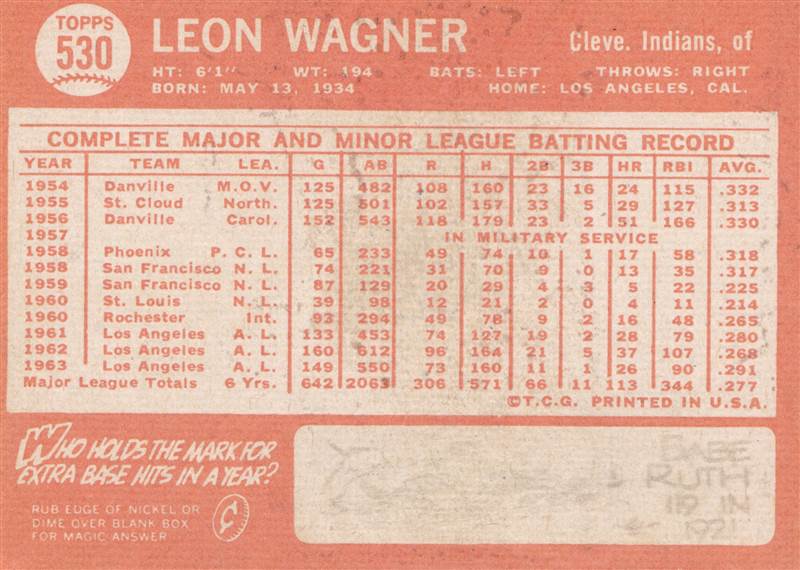 TOPPS
530
LEON WAGNER
Cleve. Indians, of
HT: 6'1" WT: 194 BATS: LEFT THROWS: RIGHT
BORN: MAY 13, 1934 HOME: LOS ANGELES, CAL.
COMPLETE MAJOR AND MINOR LEAGUE BATTING RECORD
YEAR TEAM LEA. G AB R H 2B 3B HR RBI AVG.
1954 Danville M.O.V. 125 482 108 160 23 16 24 115 .332
1955 St. Cloud North. 125 501 102 157 33 5 29 127 .313
1956 Danville Carol. 152 543 118 179 23 2 51 166 .330
1957 IN MILITARY SERVICE
1958 Phoenix P. C. L. 65 233 49 74 10 1 17 58 .318
1958 San Francisco N. L. 74 221 31 70 9 0 13 35 .317
1959 San Francisco N. L. 87 129 20 29 4 3 5 22 .225
1960 St. Louis N. L. 39 98 12 21 2 0 4 11 .214
1960 Rochester Int. 93 294 49 78 9 2 16 48 .265
1961 Los Angeles A. L. 133 453 74 127 19 2 28 79 .280
1962 Los Angeles A. L. 160 612 96 164 21 5 37 107 .268
1963 Los Angeles A. L. 149 550 73 160 11 1 26 90 .291
Major League Totals 6 Yrs. 642 2063 306 571 66 11 113 344 .277
©T.C.G. PRINTED IN U.S.A.
WHO HOLDS THE MARK FOR
EXTRA BASE HITS IN A YEAR?
RUB EDGE OF NICKEL OR
DIME OVER BLANK BOX
FOR MAGIC ANSWER
BABE
RUTH
119 IN
1921